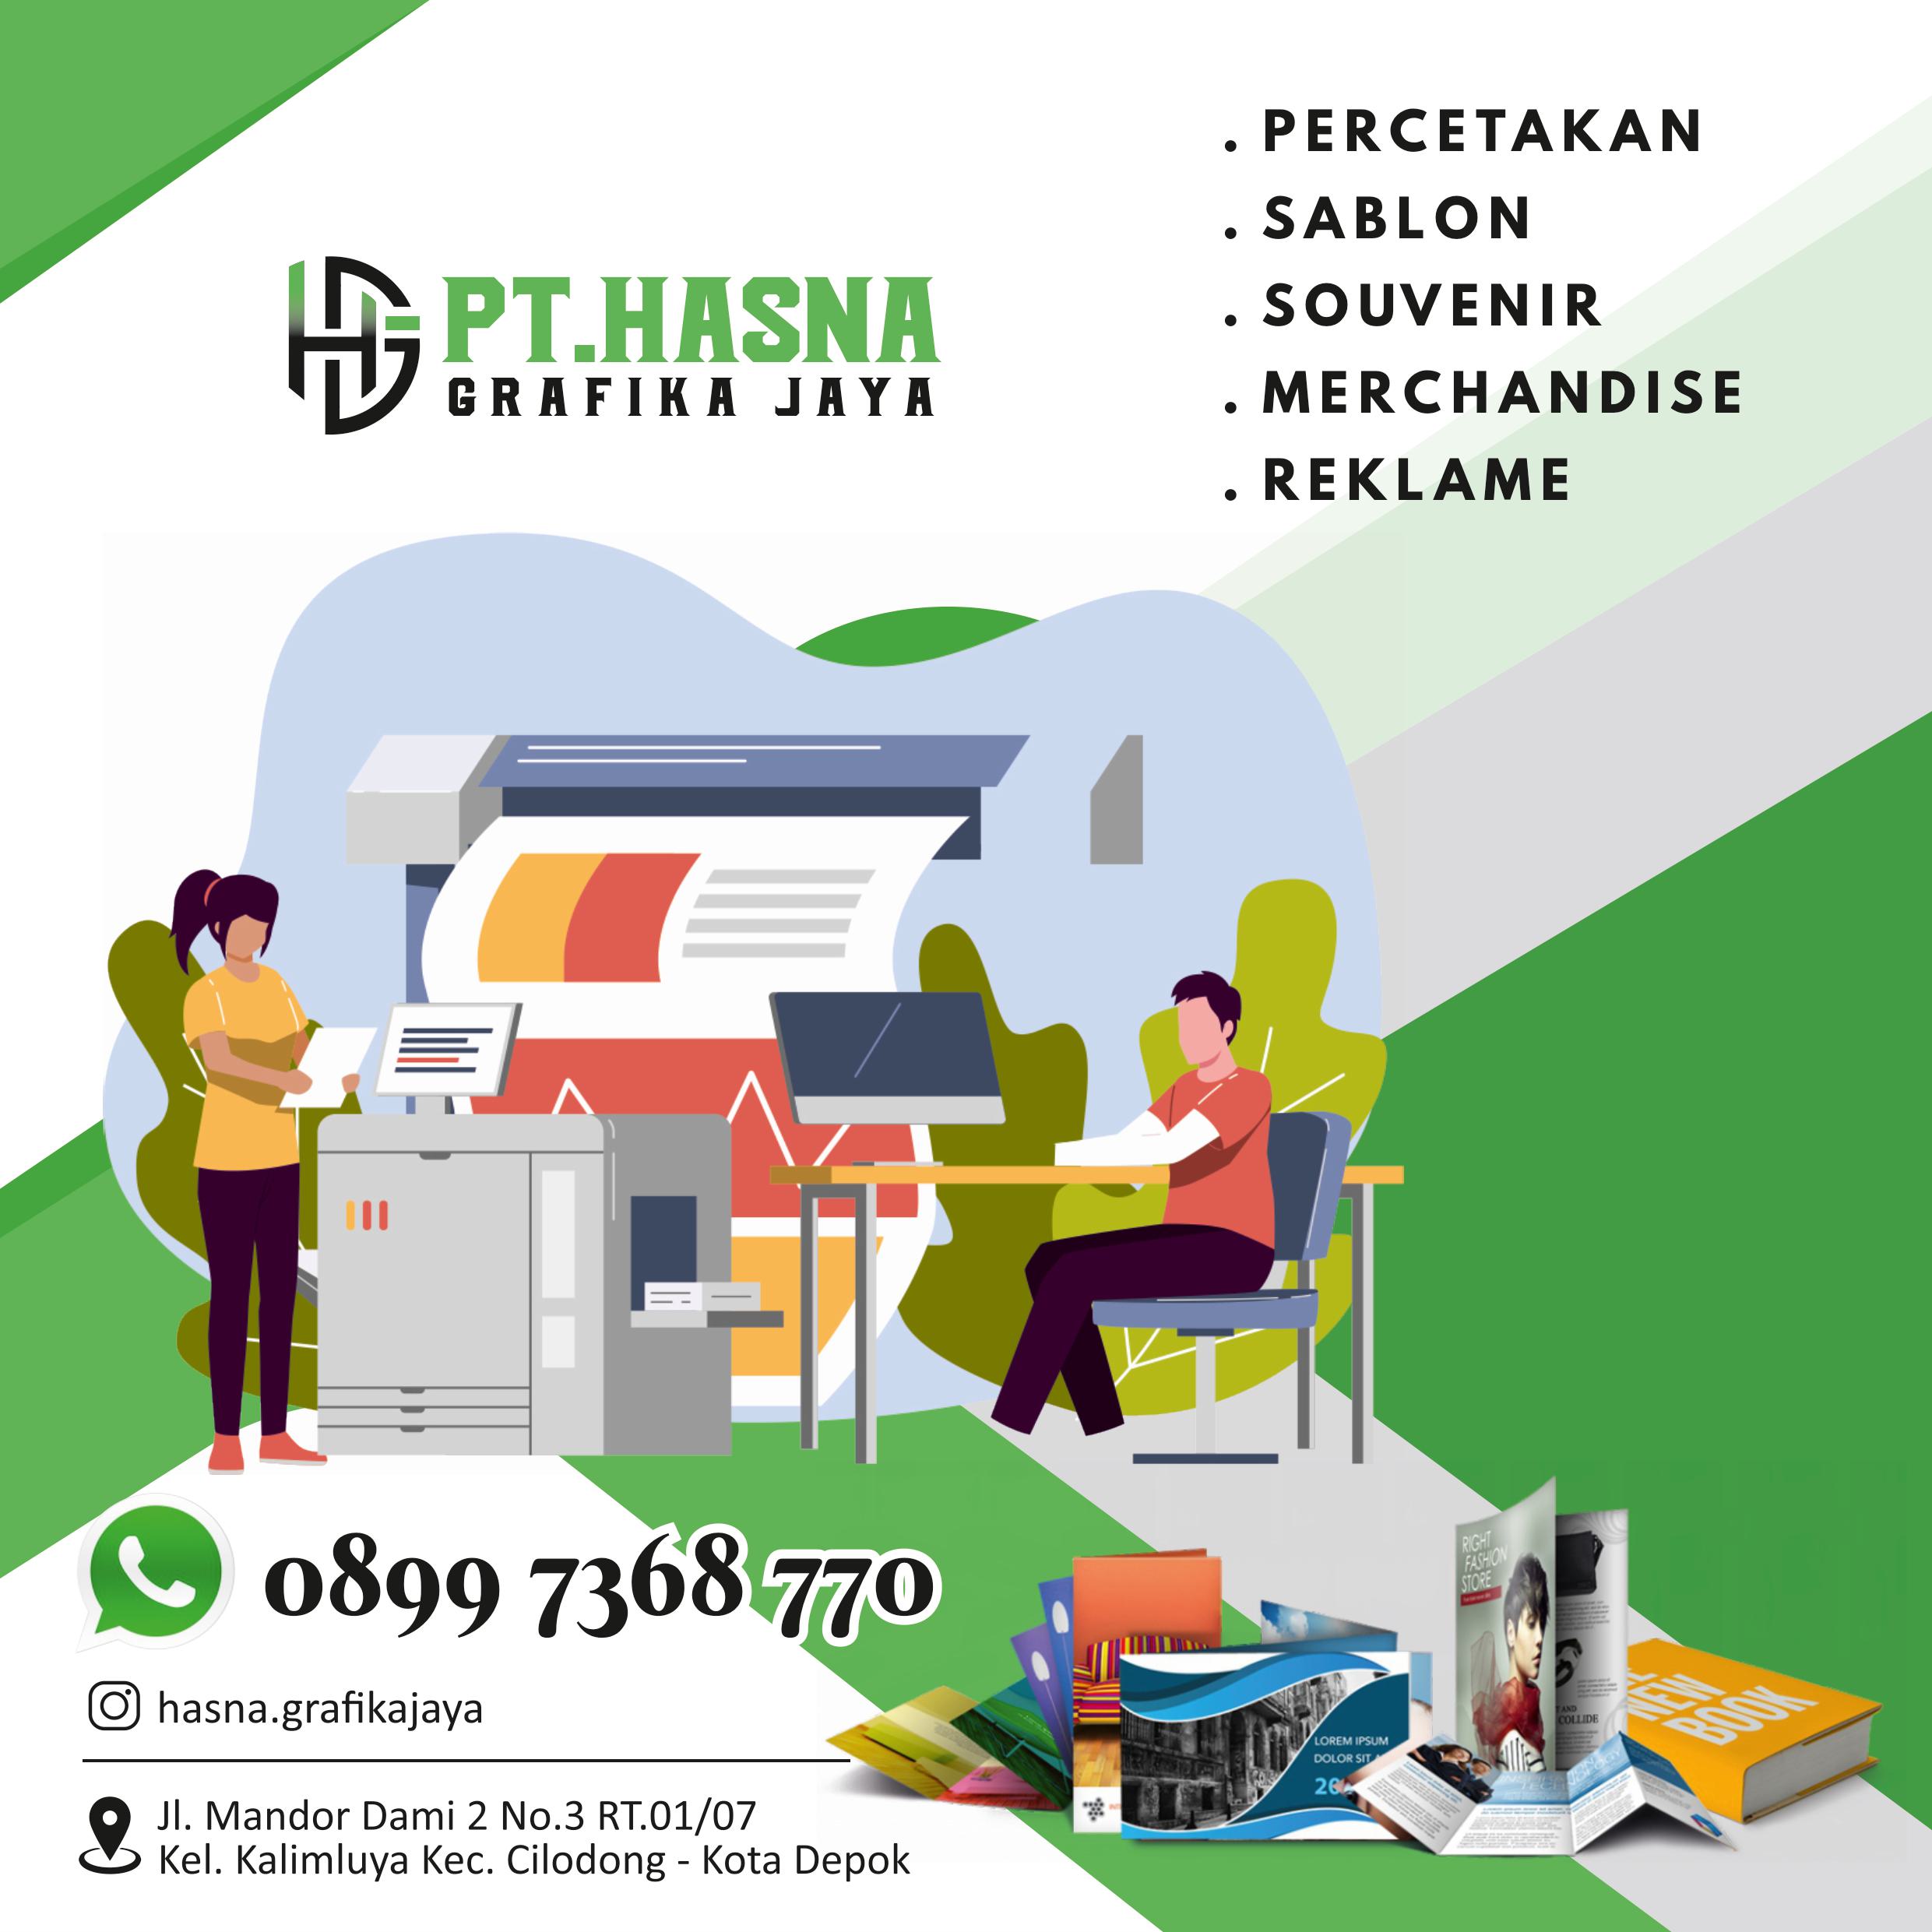 PT.HASNA
GRAFIKA JAYA
. PERCETAKAN
. SABLON
. SOUVENIR
. MERCHANDISE
. REKLAME
0899 7368 770
hasna.grafikajaya
Jl. Mandor Dami 2 No.3 RT.01/07
Kel. Kalimluya Kec. Cilodong - Kota Depok
RIGHT
FASHION
STORE
NEW
BOOK
COLLIDE
LOREM IPSUM
DOLOR SIT